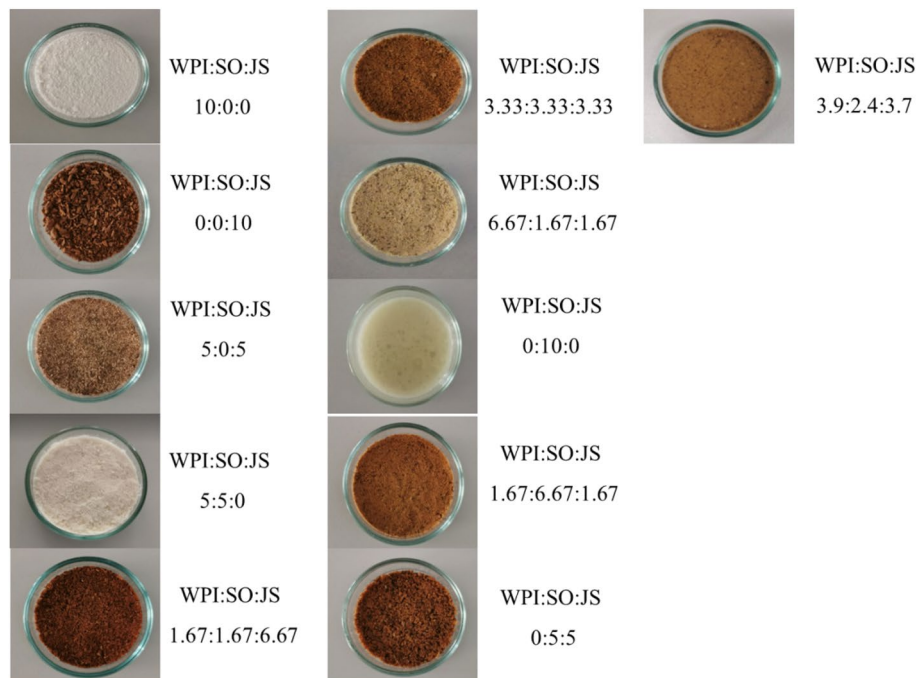 WPI:SO:JS
10:0:0
WPI:SO:JS
0:0:10
WPI:SO:JS
5:0:5
WPI:SO:JS
5:5:0
WPI:SO:JS
1.67:1.67:6.67
WPI:SO:JS
3.33:3.33:3.33
WPI:SO:JS
6.67:1.67:1.67
WPI:SO:JS
0:10:0
WPI:SO:JS
1.67:6.67:1.67
WPI:SO:JS
0:5:5
WPI:SO:JS
3.9:2.4:3.7